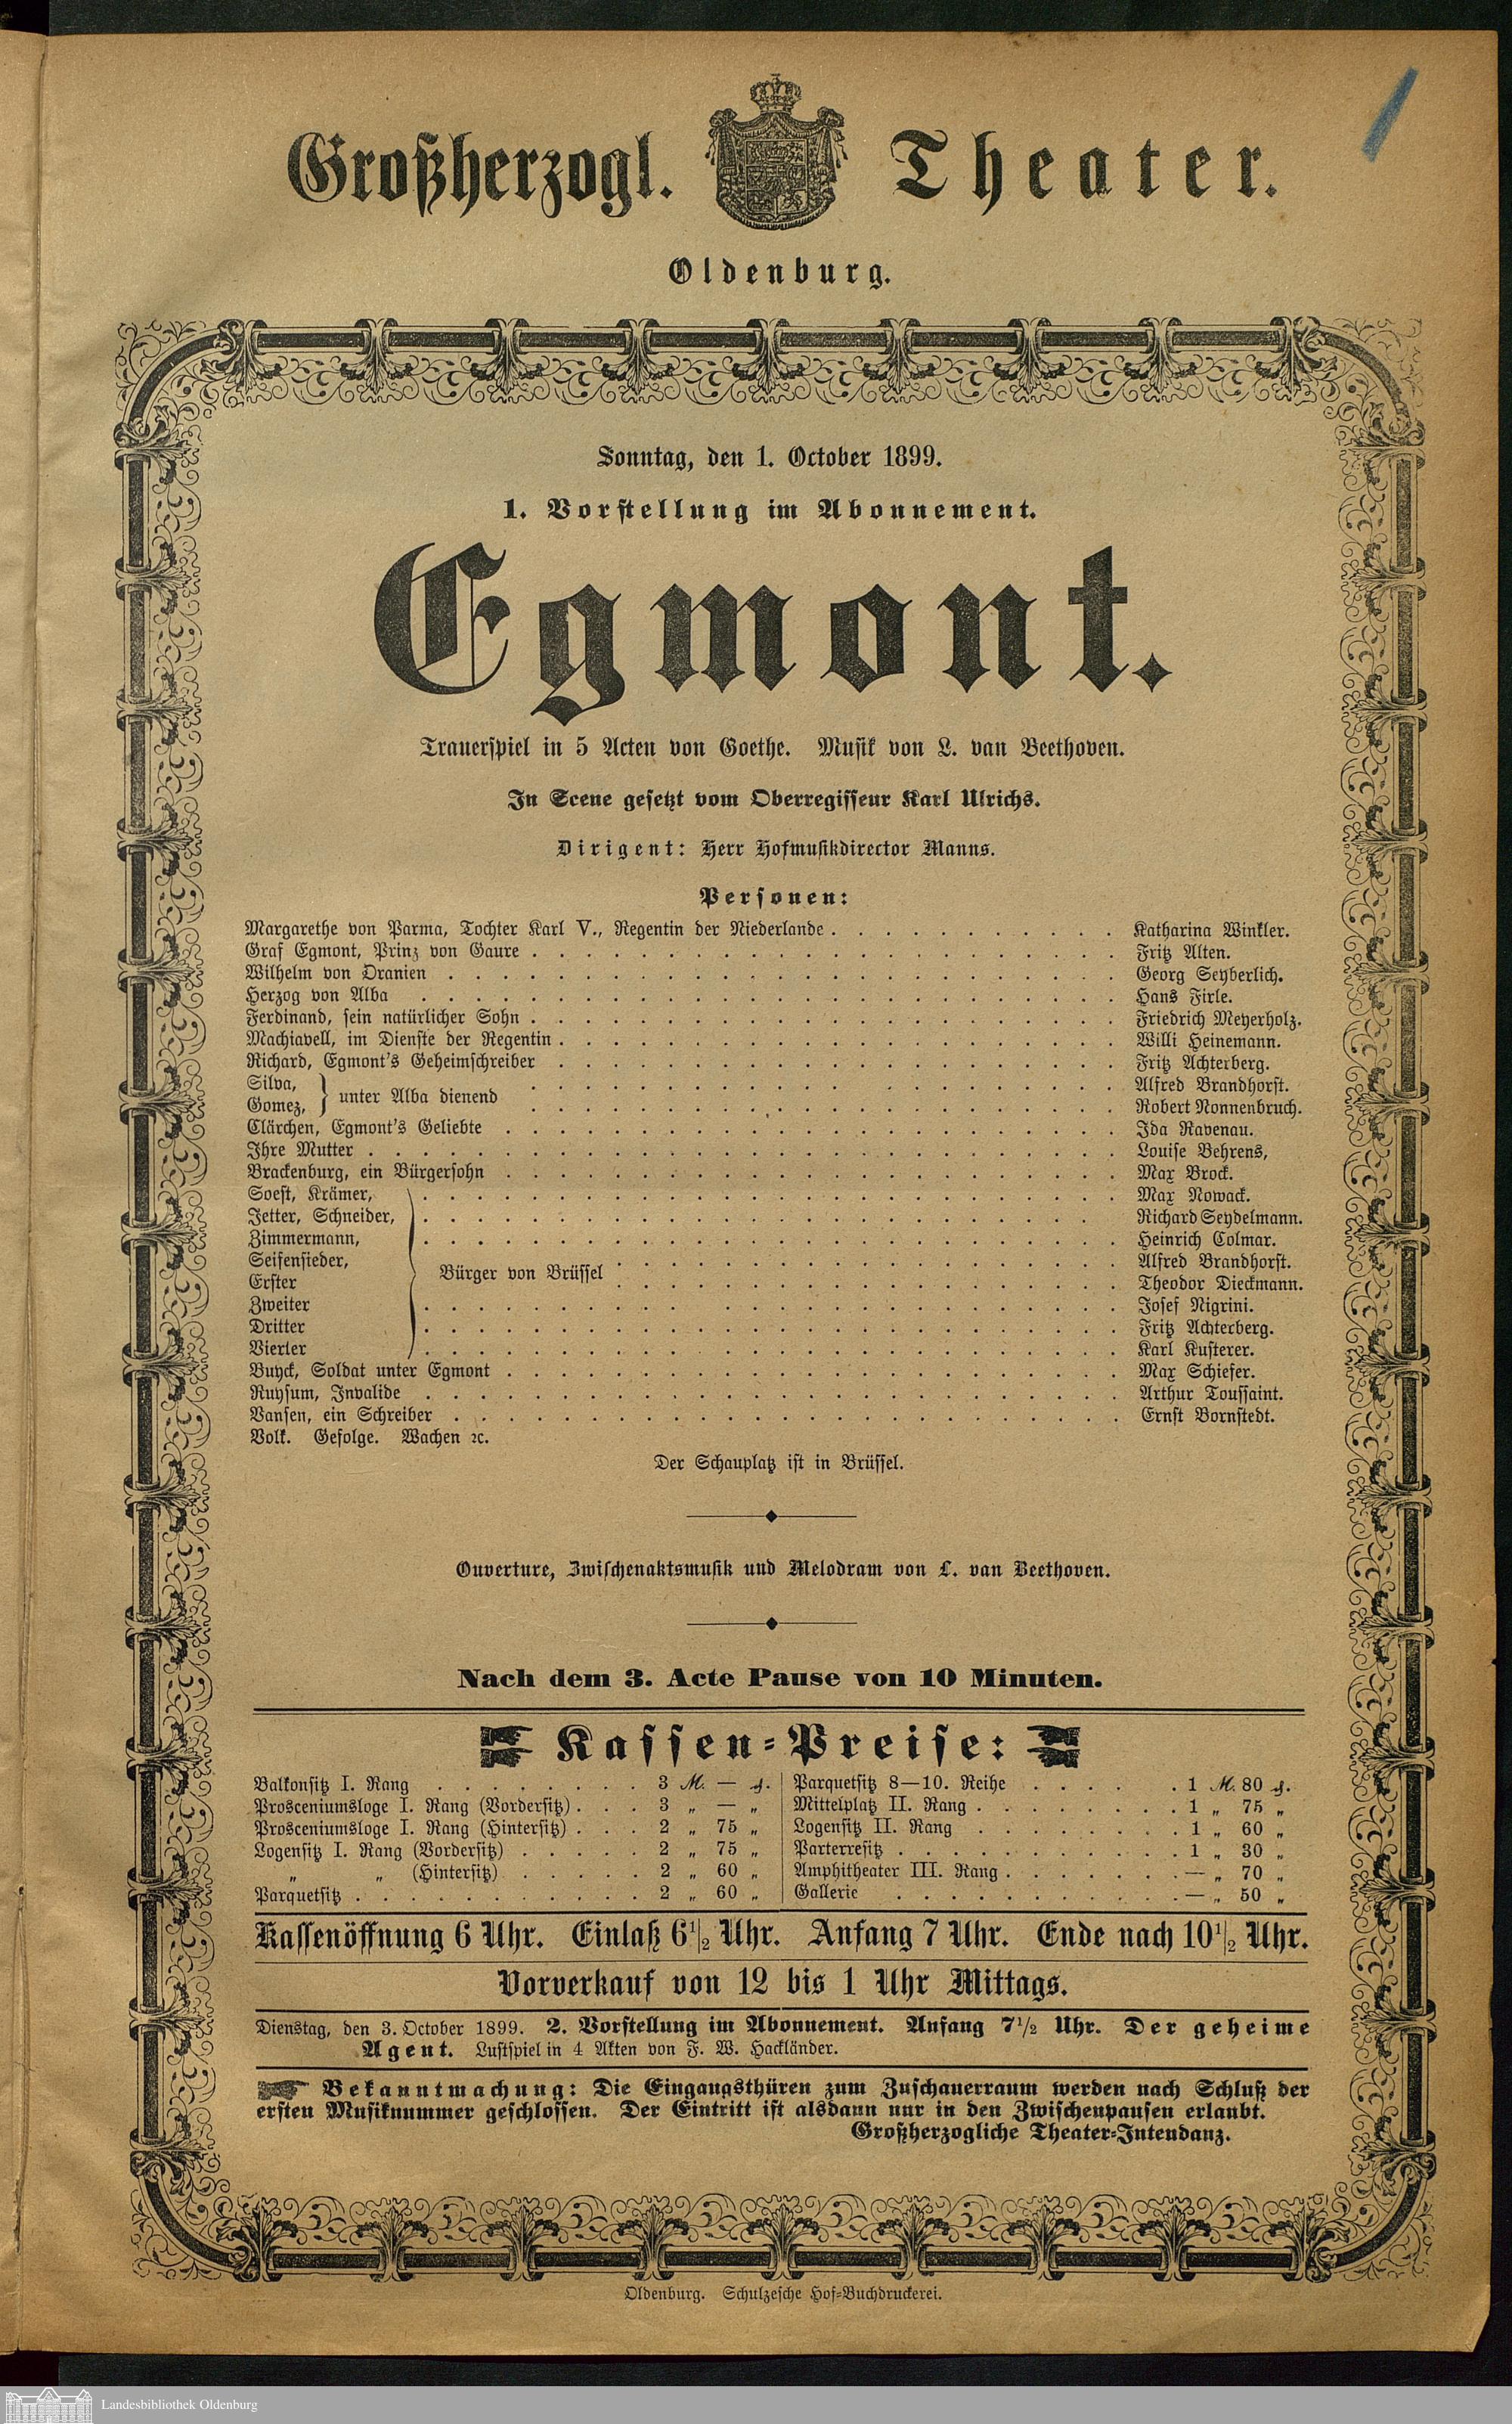 1
Großherzogl. Theater.
Oldenburg.
Sonntag, den 1. October 1899.
1. Vorstellung im Abonnement.
Egmont.
Trauerspiel in 5 Acten von Goethe. Musik von L. van Beethoven.
In Scene gesetzt vom Oberregisseur Karl Ulrichs.
Dirigent: Herr Hofmusikdirector Manns.
Personen:
Margarethe von Parma, Tochter Karl V., Regentin der Niederlande . . . . . . . . . . . Katharina Winkler.
Graf Egmont, Prinz von Gaure . . . . . . . . . . . Fritz Alten.
Wilhelm von Oranien . . . . . . . . . . . Georg Seyberlich.
Herzog von Alba . . . . . . . . . . . Hans Firle.
Ferdinand, sein natürlicher Sohn . . . . . . . . . . . Friedrich Meyerholz.
Machiavell, im Dienste der Regentin . . . . . . . . . . . Willi Heinemann.
Richard, Egmont's Geheimschreiber . . . . . . . . . . . Fritz Achterberg.
Silva, } unter Alba dienend . . . . . . . . . . . Alfred Brandhorst.
Gomez, . . . . . . . . . . . Robert Nonnenbruch.
Clärchen, Egmont's Geliebte . . . . . . . . . . . Ida Ravenau.
Ihre Mutter . . . . . . . . . . . Louise Behrens,
Brackenburg, ein Bürgersohn . . . . . . . . . . . Max Brock.
Soest, Krämer, . . . . . . . . . . . Max Nowack.
Jetter, Schneider, . . . . . . . . . . . Richard Seydelmann.
Zimmermann, . . . . . . . . . . . Heinrich Colmar.
Seifensieder, . . . . . . . . . . . Alfred Brandhorst.
Erster } Bürger von Brüssel . . . . . . . . . . . Theodor Dieckmann.
Zweiter . . . . . . . . . . . Josef Nigrini.
Dritter . . . . . . . . . . . Fritz Achterberg.
Vierter . . . . . . . . . . . Karl Kusterer.
Buyck, Soldat unter Egmont . . . . . . . . . . . Max Schiefer.
Ruysum, Invalide . . . . . . . . . . . Arthur Toussaint.
Vansen, ein Schreiber . . . . . . . . . . . Ernst Bornstedt.
Volk. Gefolge. Wachen ꝛc.
Der Schauplatz ist in Brüssel.
Ouverture, Zwischenaktsmusik und Melodram von L. van Beethoven.
Nach dem 3. Acte Pause von 10 Minuten.
Kassen-Preise:
Balkonsitz I. Rang . . . . . . . . 3 M. — ₰.
Prosceniumsloge I. Rang (Vordersitz) . . . 3 „ — „
Prosceniumsloge I. Rang (Hintersitz) . . . 2 „ 75 „
Logensitz I. Rang (Vordersitz) . . . . . 2 „ 75 „
„ „ (Hintersitz) . . . . . 2 „ 60 „
Parquetsitz . . . . . . . . . . . 2 „ 60 „
Parquetsitz 8—10. Reihe . . . . . . 1 M. 80 ₰.
Mittelplatz II. Rang . . . . . . . . 1 „ 75 „
Logensitz II. Rang . . . . . . . . 1 „ 60 „
Parterresitz . . . . . . . . . . . 1 „ 30 „
Amphitheater III. Rang . . . . . . . — „ 70 „
Gallerie . . . . . . . . . . . — „ 50 „
Kassenöffnung 6 Uhr. Einlaß 6½ Uhr. Anfang 7 Uhr. Ende nach 10½ Uhr.
Vorverkauf von 12 bis 1 Uhr Mittags.
Dienstag, den 3. October 1899. 2. Vorstellung im Abonnement. Anfang 7½ Uhr. Der geheime
Agent. Lustspiel in 4 Akten von F. W. Hackländer.
Bekanntmachung: Die Eingangsthüren zum Zuschauerraum werden nach Schluß der
ersten Musiknummer geschlossen. Der Eintritt ist alsdann nur in den Zwischenpausen erlaubt.
Großherzogliche Theater-Intendanz.
Oldenburg. Schulzesche Hof-Buchdruckerei.
Landesbibliothek Oldenburg